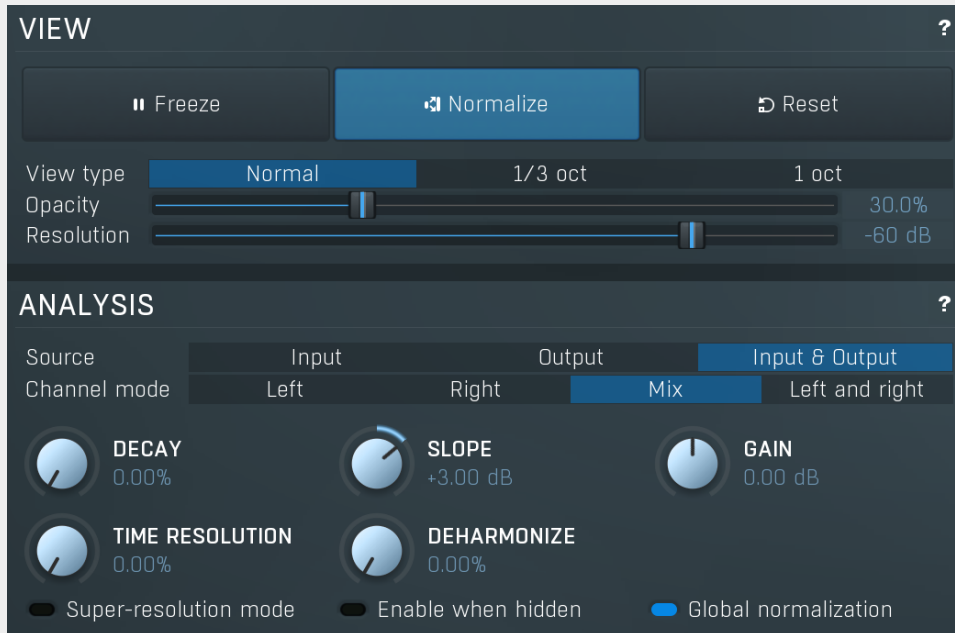 VIEW ?
Freeze Normalize Reset
View type Normal 1/3 oct 1 oct
Opacity 30.0%
Resolution -60 dB
ANALYSIS ?
Source Input Output Input & Output
Channel mode Left Right Mix Left and right
DECAY SLOPE GAIN
0.00% +3.00 dB 0.00 dB
TIME RESOLUTION DEHARMONIZE
0.00% 0.00%
Super-resolution mode Enable when hidden Global normalization